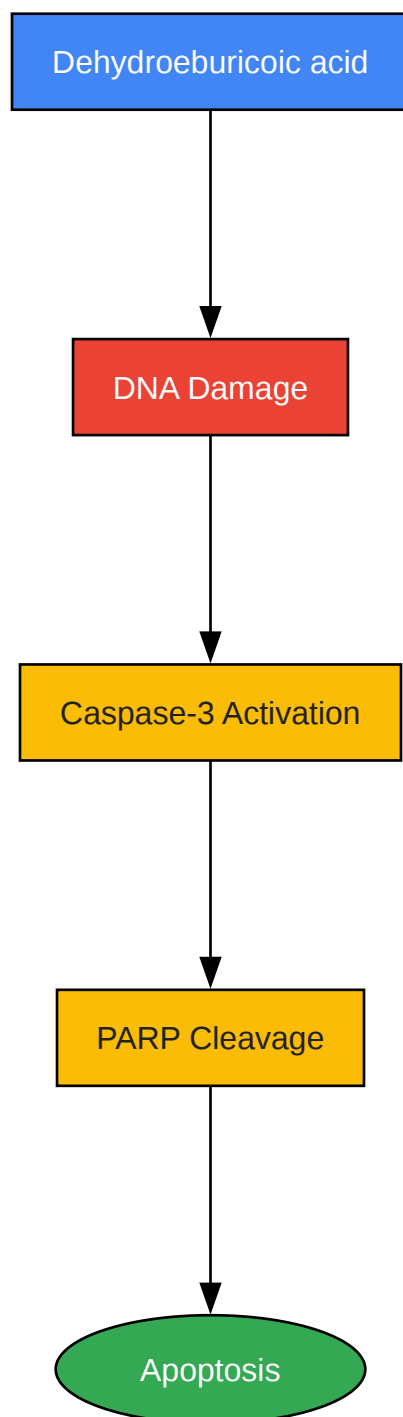 Dehydroeburicoic acid
DNA Damage
Caspase-3 Activation
PARP Cleavage
Apoptosis